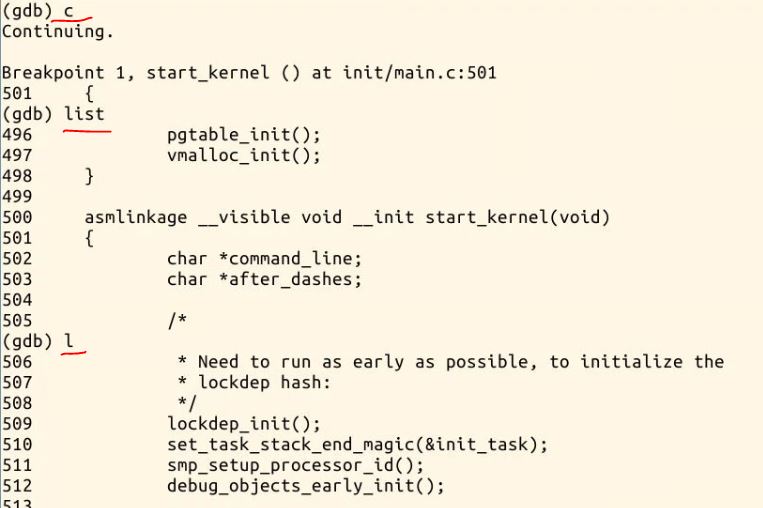 (gdb) c
Continuing.
Breakpoint 1, start_kernel () at init/main.c:501
501     {
(gdb) list
496             pgtable_init();
497             vmalloc_init();
498     }
499
500     asmlinkage __visible void __init start_kernel(void)
501     {
502             char *command_line;
503             char *after_dashes;
504
505             /*
(gdb) l
506              * Need to run as early as possible, to initialize the
507              * lockdep hash:
508              */
509             lockdep_init();
510             set_task_stack_end_magic(&init_task);
511             smp_setup_processor_id();
512             debug_objects_early_init();
513